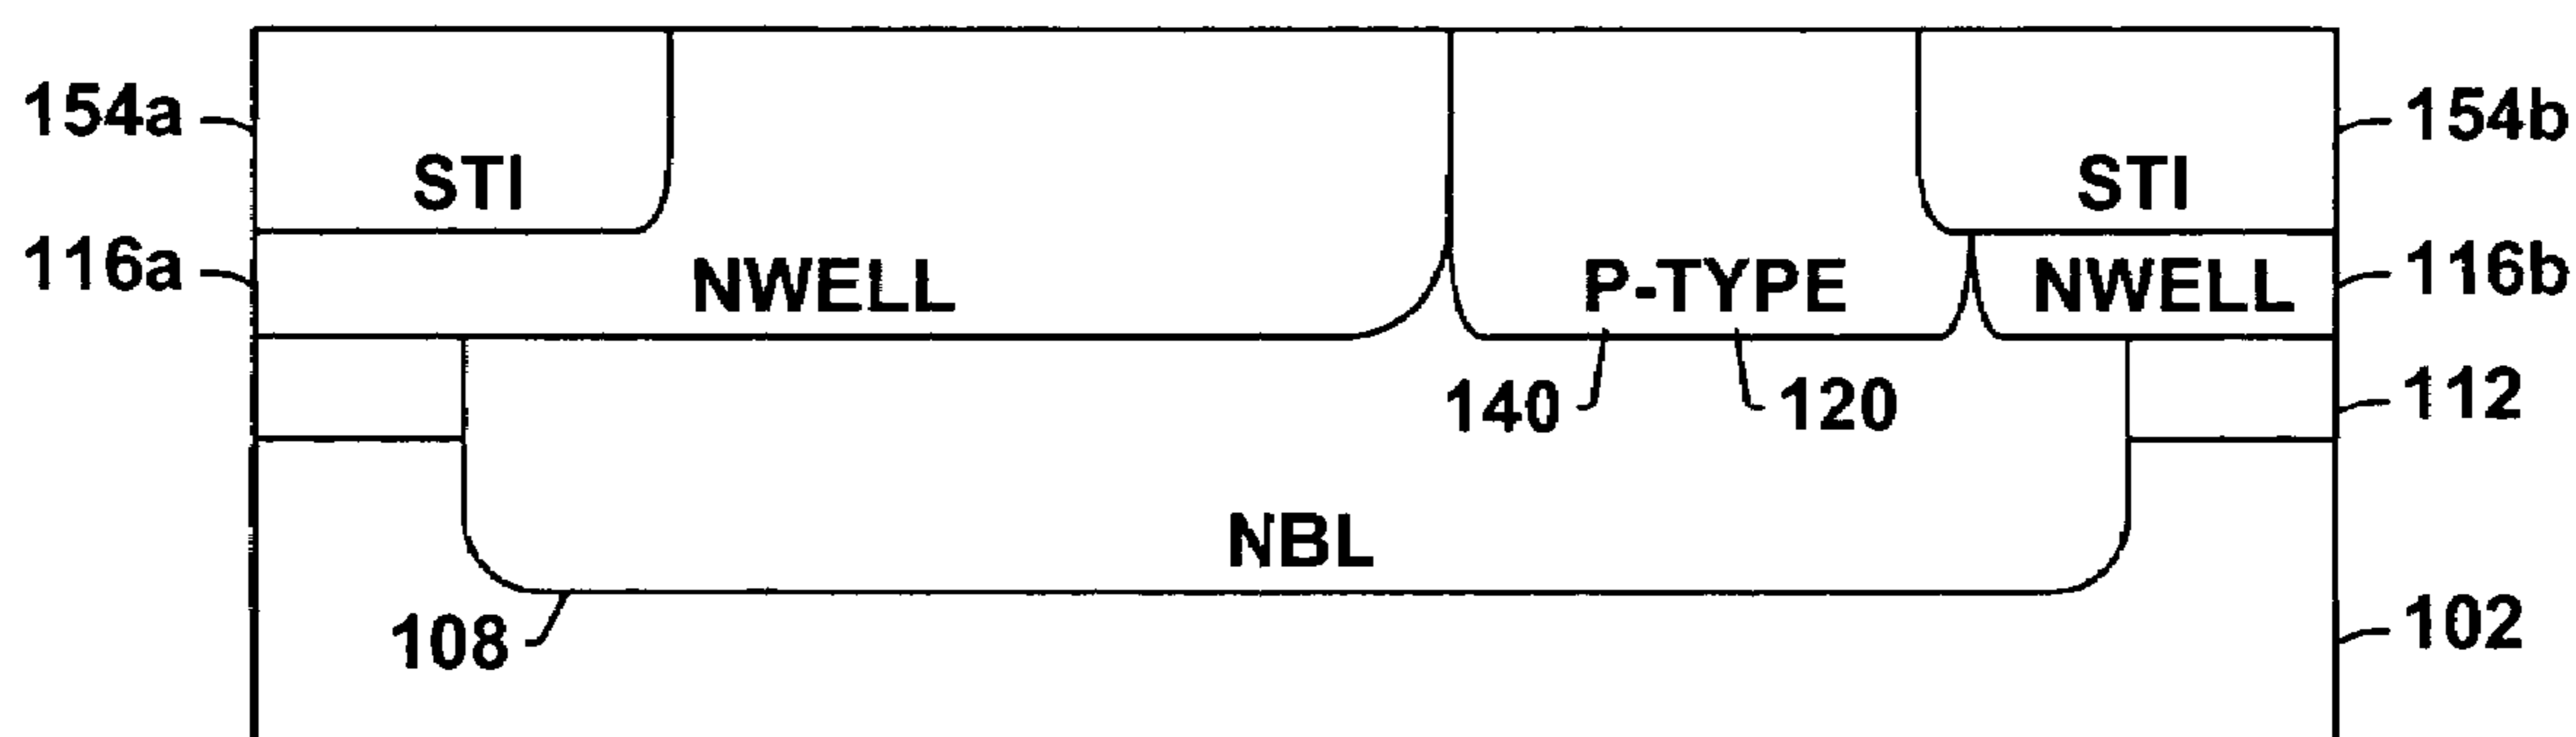 154a
154b
STI
STI
116a
NWELL
P-TYPE
NWELL
116b
140
120
112
NBL
108
102